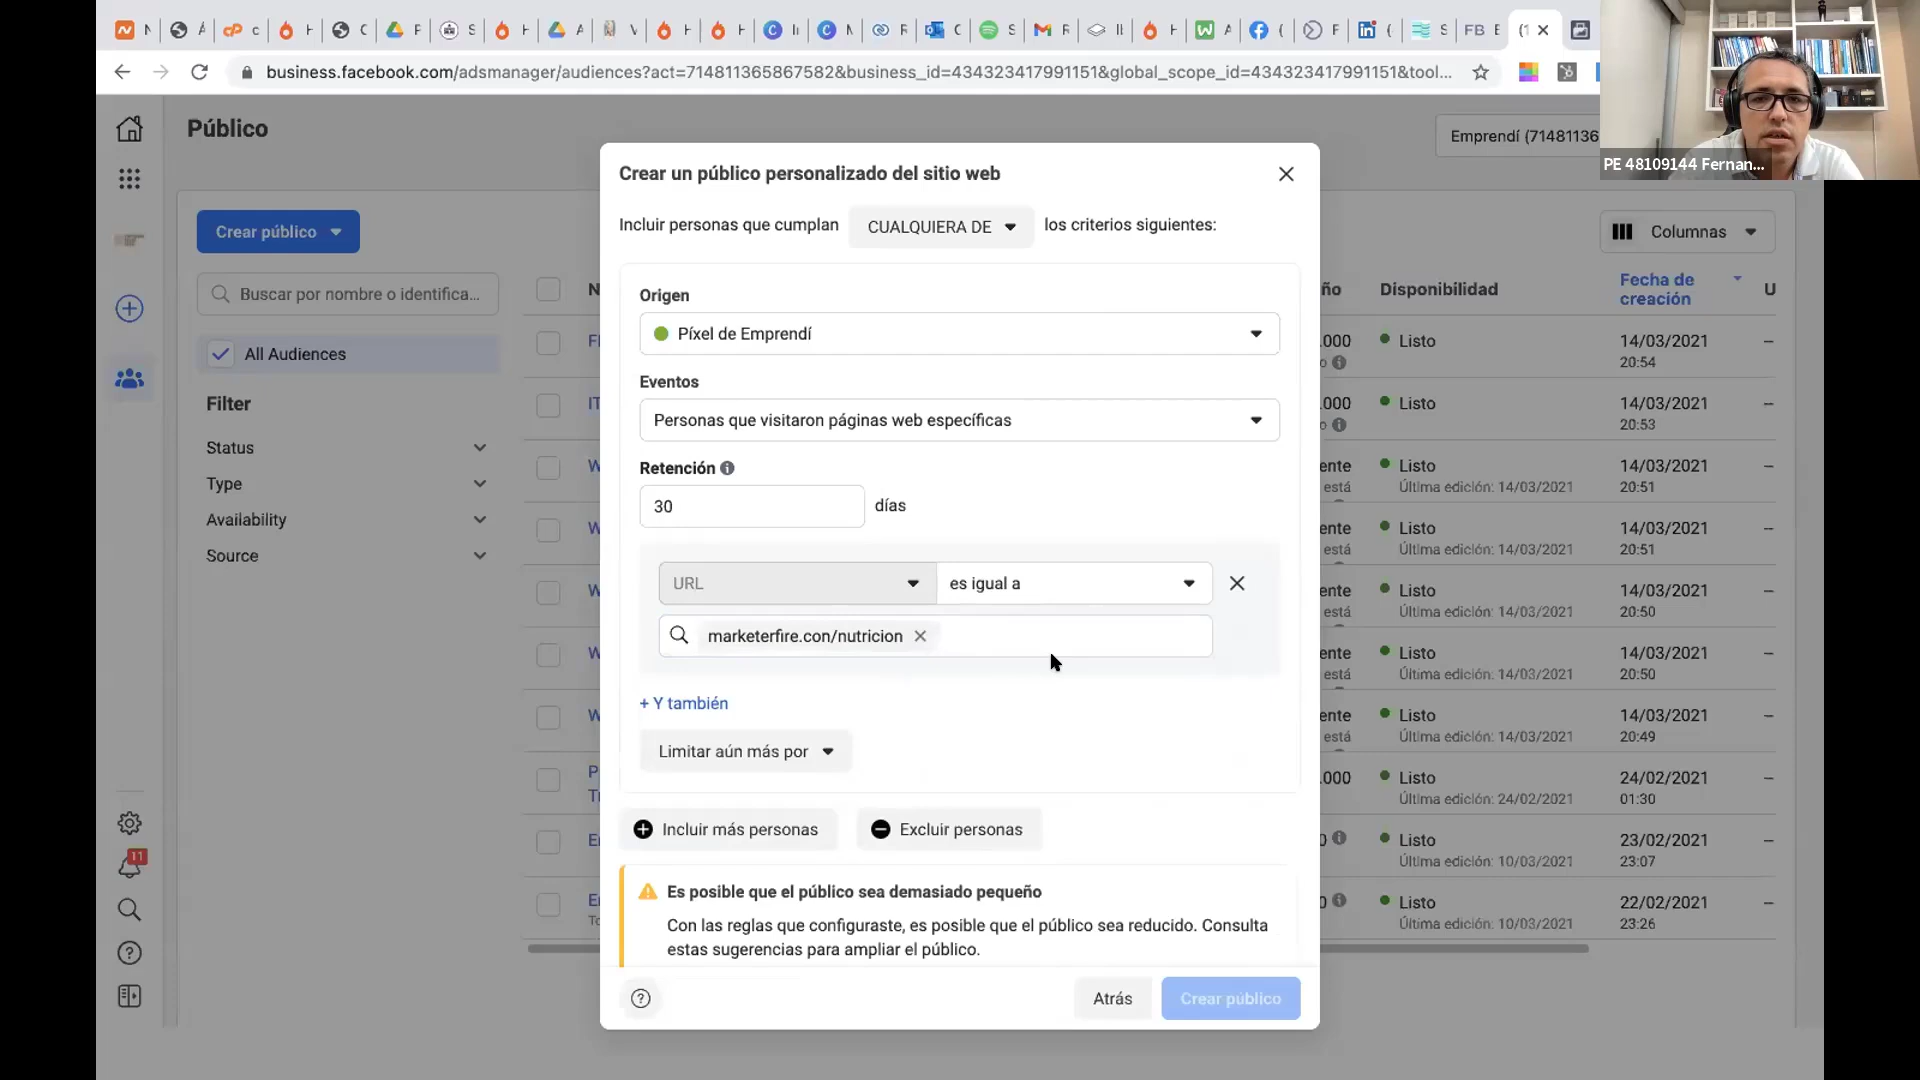 business.facebook.com/adsmanager/audiences?act=714811365867582&business_id=434323417991151&global_scope_id=434323417991151&tool...
PE 48109144 Fernan...
Público
Emprendí (71481136
Crear público
Columnas
Buscar por nombre o identifica...
All Audiences
Filter
Status
Type
Availability
Source
Disponibilidad
Fecha de
creación
Listo
14/03/2021
20:54
Listo
14/03/2021
20:53
Listo
Última edición: 14/03/2021
14/03/2021
20:51
Listo
Última edición: 14/03/2021
14/03/2021
20:51
Listo
Última edición: 14/03/2021
14/03/2021
20:50
Listo
Última edición: 14/03/2021
14/03/2021
20:50
Listo
Última edición: 14/03/2021
14/03/2021
20:49
Listo
Última edición: 24/02/2021
24/02/2021
01:30
Listo
Última edición: 10/03/2021
23/02/2021
23:07
Listo
Última edición: 10/03/2021
22/02/2021
23:26
11
Crear un público personalizado del sitio web
Incluir personas que cumplan CUALQUIERA DE los criterios siguientes:
Origen
Píxel de Emprendí
Eventos
Personas que visitaron páginas web específicas
Retención
30 días
URL es igual a
marketerfire.con/nutricion
+ Y también
Limitar aún más por
Incluir más personas
Excluir personas
Es posible que el público sea demasiado pequeño
Con las reglas que configuraste, es posible que el público sea reducido. Consulta
estas sugerencias para ampliar el público.
Atrás
Crear público